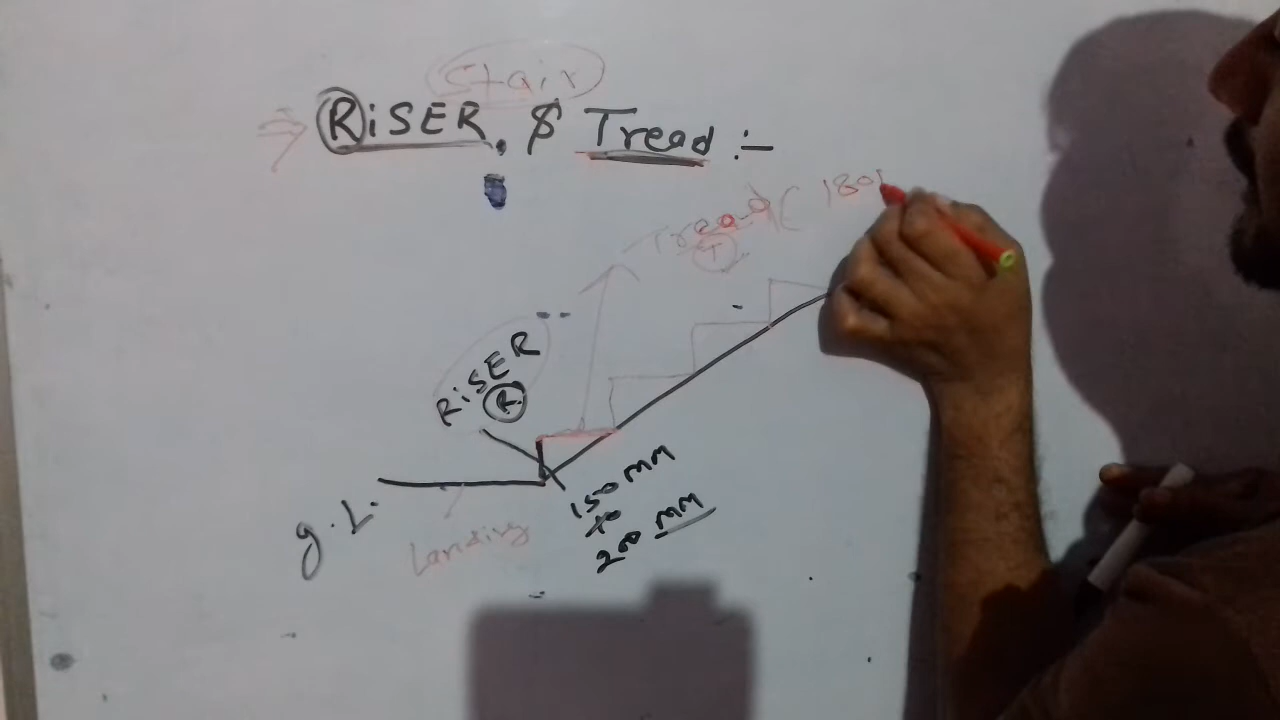 Stair
⇒ RiSER. & Tread :-
Tread ( 180
T
RiSER
R
150 mm
to
200 mm
g.L.
Landing